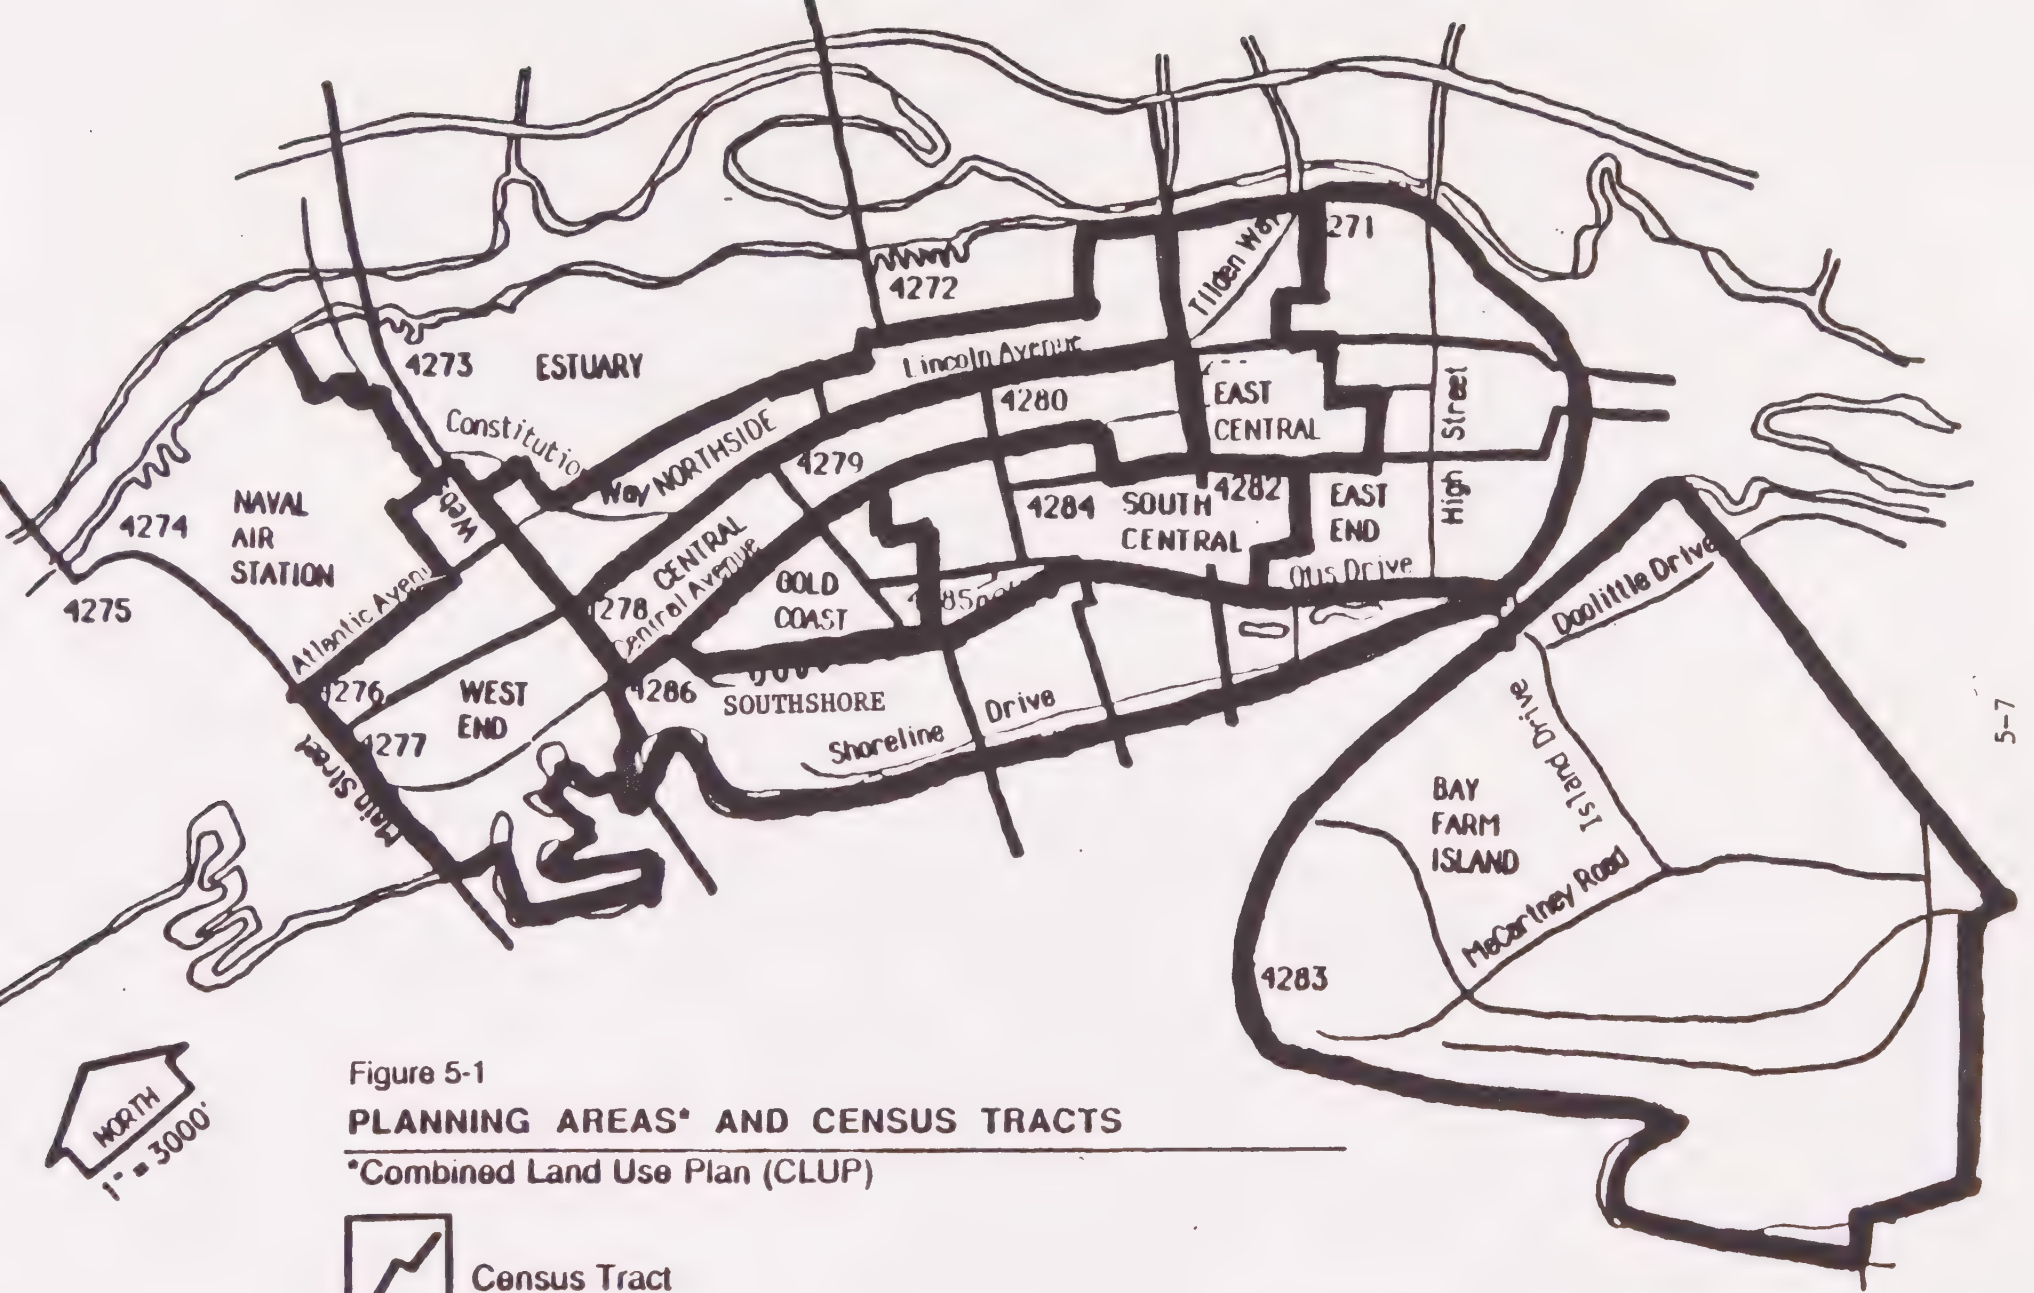 271
4272
Tilden Way
4273
ESTUARY
Lincoln Avenue
Constitution
Way
NORTHSIDE
4280
EAST
CENTRAL
Street
High
4279
4274
NAVAL
AIR
STATION
4284
SOUTH
CENTRAL
4282
EAST
END
Otis Drive
Doolittle Drive
4275
Atlantic Aven
Web
CENTRAL
4278
Central Avenue
GOLD
COAST
4276
WEST
END
4277
4286
SOUTHSHORE
Shoreline
Drive
Main Street
BAY
FARM
ISLAND
Island Drive
McCartney Road
4283
5-7
NORTH
1" = 3000'
Figure 5-1
PLANNING AREAS* AND CENSUS TRACTS
*Combined Land Use Plan (CLUP)
Census Tract